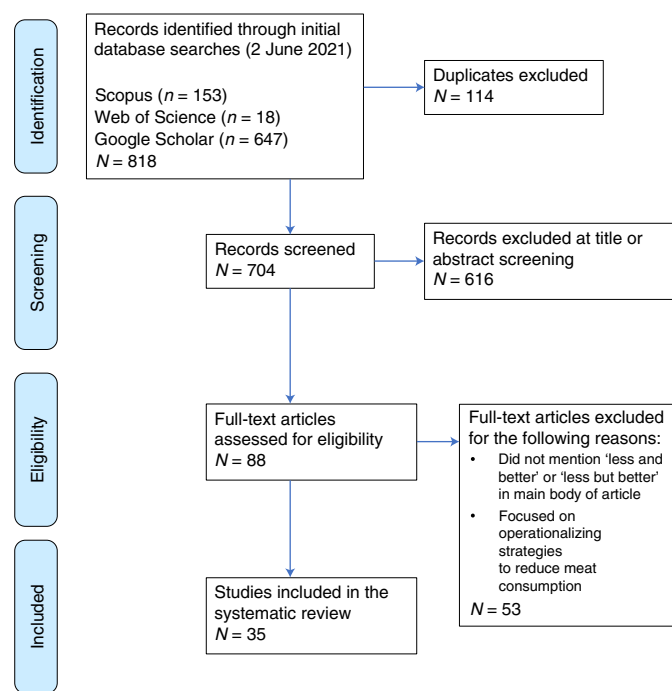 Identification
Records identified through initial
database searches (2 June 2021)
Scopus (n = 153)
Web of Science (n = 18)
Google Scholar (n = 647)
N = 818
Duplicates excluded
N = 114
Screening
Records screened
N = 704
Records excluded at title or
abstract screening
N = 616
Eligibility
Full-text articles
assessed for eligibility
N = 88
Full-text articles excluded
for the following reasons:
• Did not mention ‘less and
better’ or ‘less but better’
in main body of article
• Focused on
operationalizing
strategies
to reduce meat
consumption
N = 53
Included
Studies included in the
systematic review
N = 35